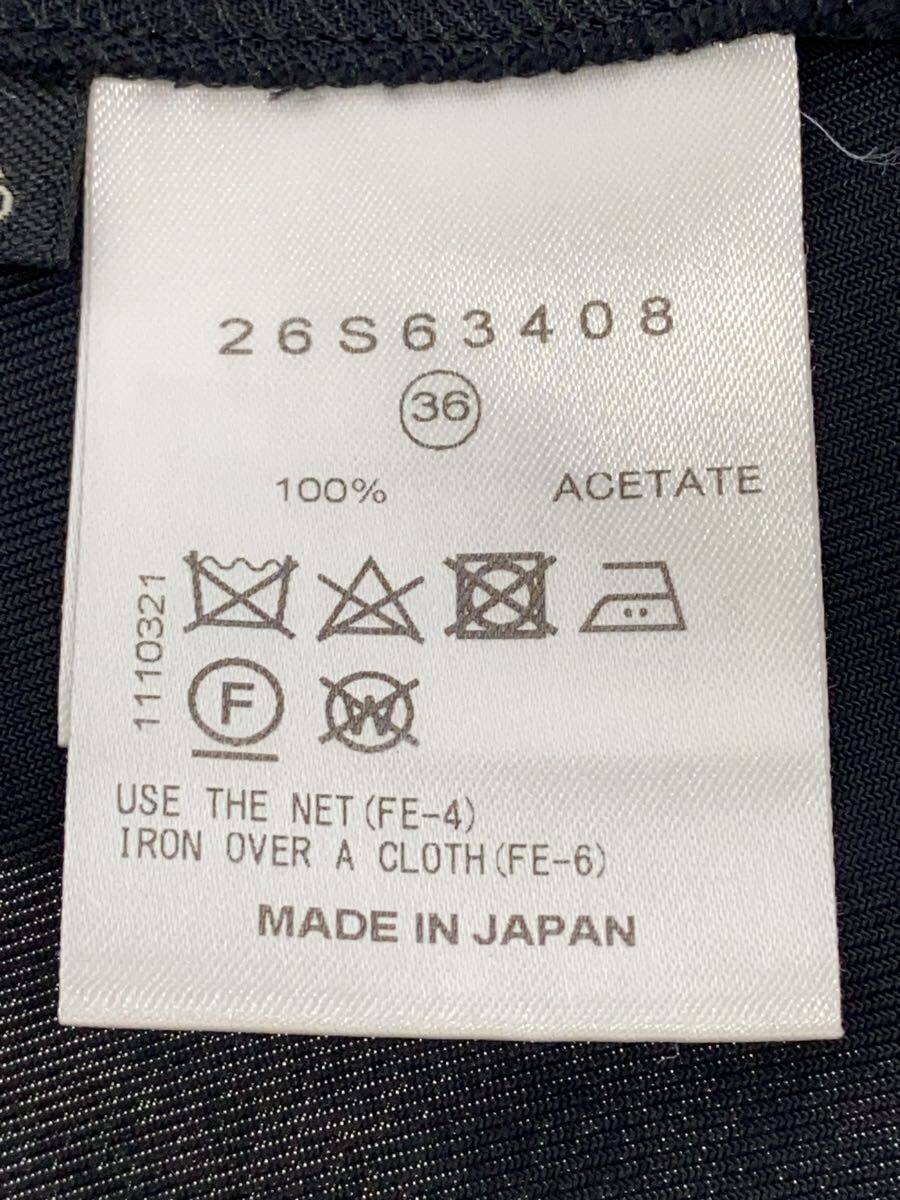 26S63408
36
100% ACETATE
1110321
F
W
USE THE NET(FE-4)
IRON OVER A CLOTH(FE-6)
MADE IN JAPAN